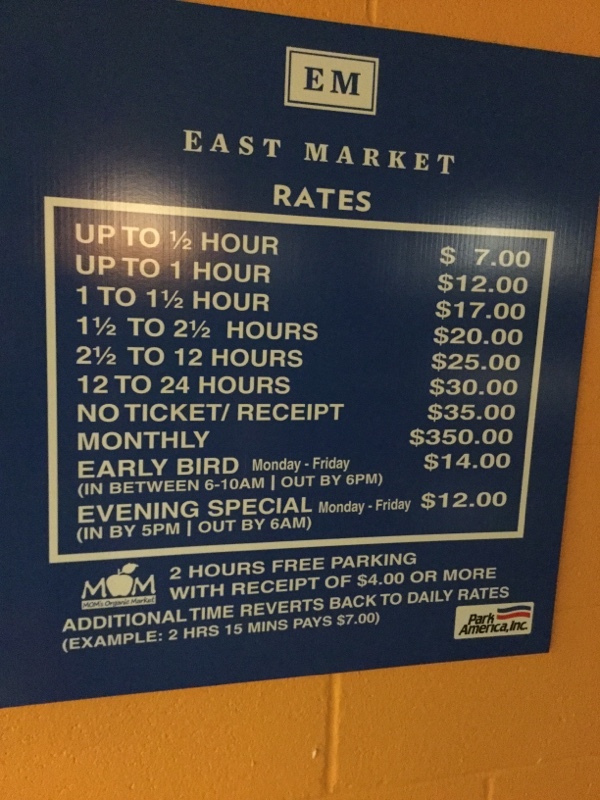 EM
EAST MARKET
RATES
UP TO ½ HOUR $ 7.00
UP TO 1 HOUR $12.00
1 TO 1½ HOUR $17.00
1½ TO 2½ HOURS $20.00
2½ TO 12 HOURS $25.00
12 TO 24 HOURS $30.00
NO TICKET/ RECEIPT $35.00
MONTHLY $350.00
EARLY BIRD Monday - Friday $14.00
(IN BETWEEN 6-10AM | OUT BY 6PM)
EVENING SPECIAL Monday - Friday $12.00
(IN BY 5PM | OUT BY 6AM)
MOM
MOM's Organic Market
2 HOURS FREE PARKING
WITH RECEIPT OF $4.00 OR MORE
ADDITIONAL TIME REVERTS BACK TO DAILY RATES
(EXAMPLE: 2 HRS 15 MINS PAYS $7.00)
Park
America, Inc.